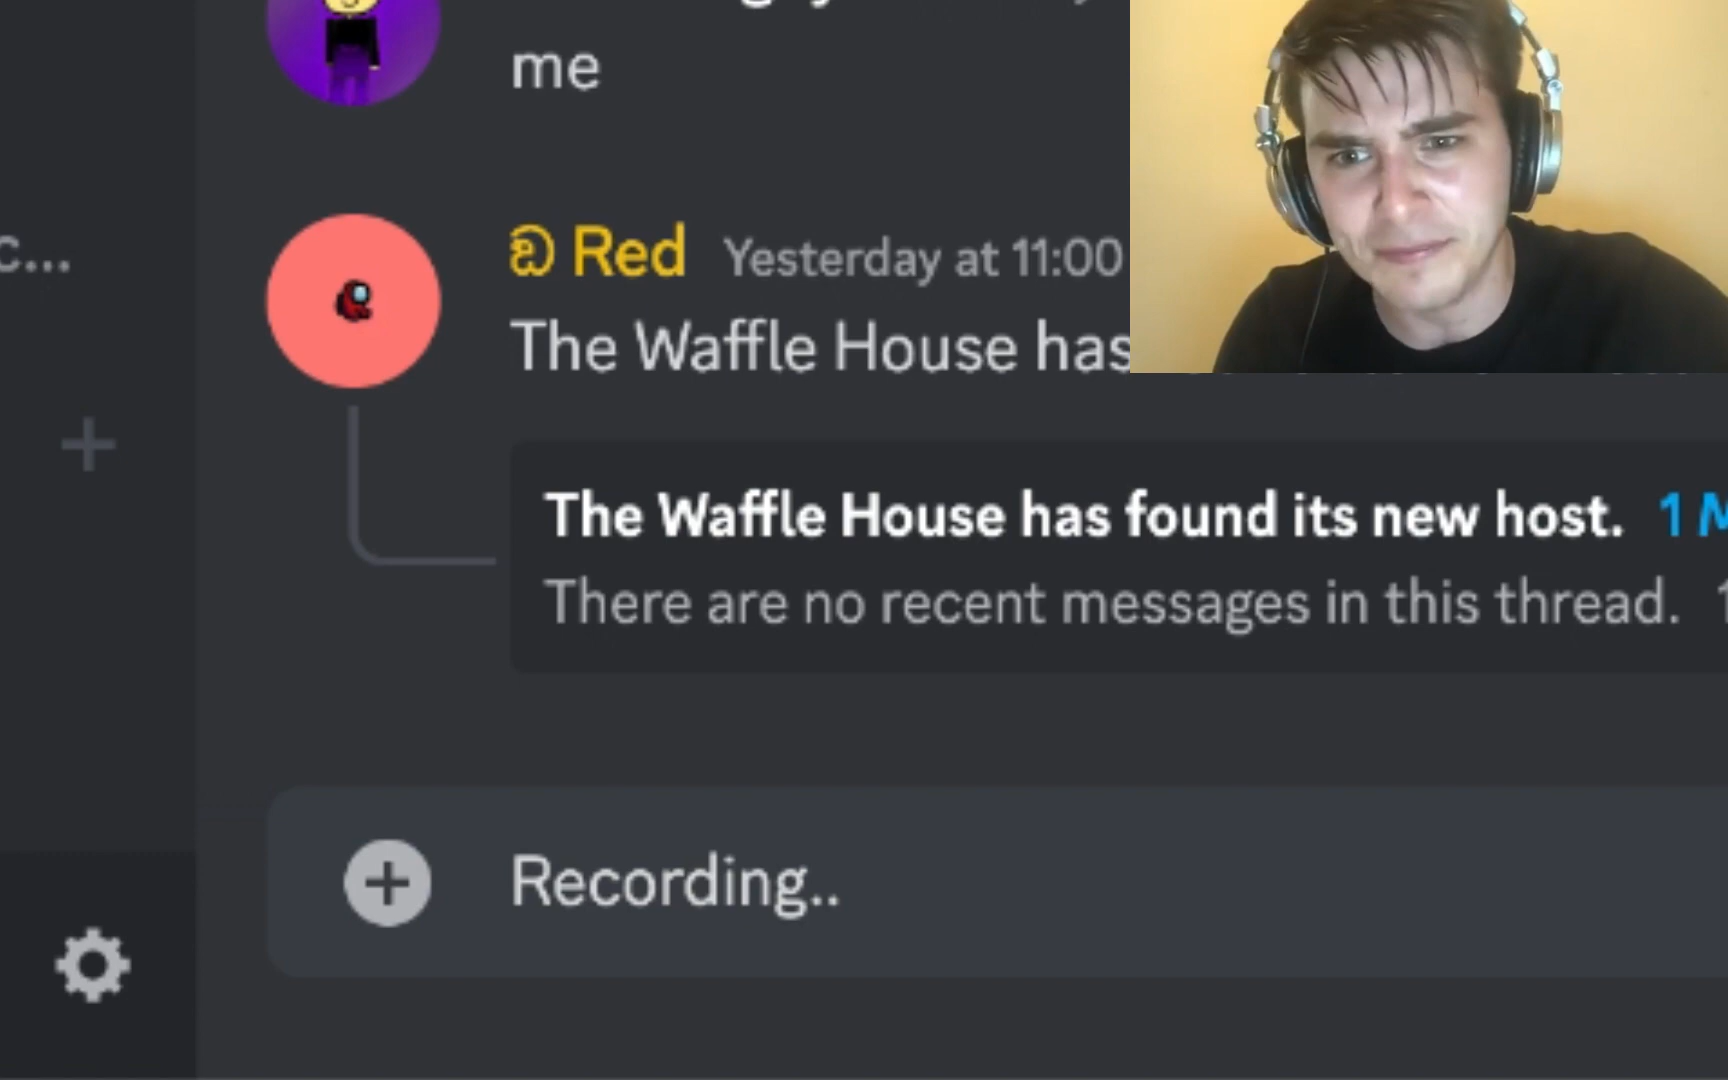 me
c...
ඞ Red Yesterday at 11:00
The Waffle House has
The Waffle House has found its new host. 1
There are no recent messages in this thread.
Recording..